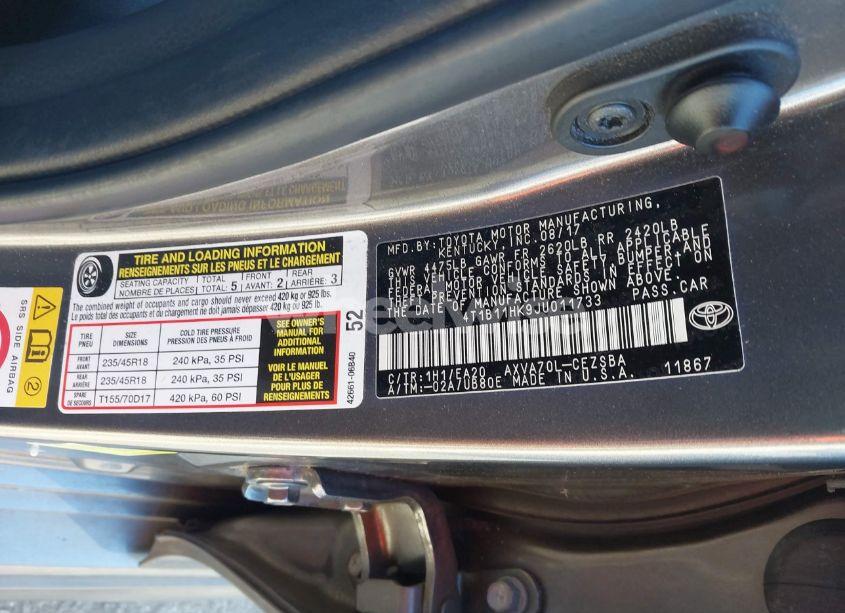 SRS SIDE AIRBAG
TIRE AND LOADING INFORMATION
RENSEIGNEMENTS SUR LES PNEUS ET LE CHARGEMENT
SEATING CAPACITY
NOMBRE DE PLACES
TOTAL
TOTAL: 5
FRONT
AVANT: 2
REAR
ARRIÈRE: 3
The combined weight of occupants and cargo should never exceed 420 kg or 925 lbs.
Le poids total des occupants et du chargement ne doit jamais dépasser 420 kg ou 925 lb.
TIRE
PNEU
SIZE
DIMENSIONS
COLD TIRE PRESSURE
PRESSION DES PNEUS À FROID
FRONT
AVANT
235/45R18
240 kPa, 35 PSI
REAR
ARRIÈRE
235/45R18
240 kPa, 35 PSI
SPARE
DE SECOURS
T155/70D17
420 kPa, 60 PSI
SEE OWNER'S
MANUAL FOR
ADDITIONAL
INFORMATION
VOIR LE MANUEL
DE L'USAGER
POUR PLUS DE
RENSEIGNEMENTS
52
42661-06B40
MFD.BY:TOYOTA MOTOR MANUFACTURING,
KENTUCKY, INC. 08/17
GVWR 4475LB GAWR FR 2620LB RR 2420LB
THIS VEHICLE CONFORMS TO ALL APPLICABLE
FEDERAL MOTOR VEHICLE SAFETY, BUMPER AND
THEFT PREVENTION STANDARDS IN EFFECT ON
THE DATE OF MANUFACTURE SHOWN ABOVE.
4T1B11HK9JU011733 PASS.CAR
TOYOTA
C/TR:1H1/EA20 AXVA70L-CEZSBA
A/TM:-02A/UB80E MADE IN U.S.A. 11867